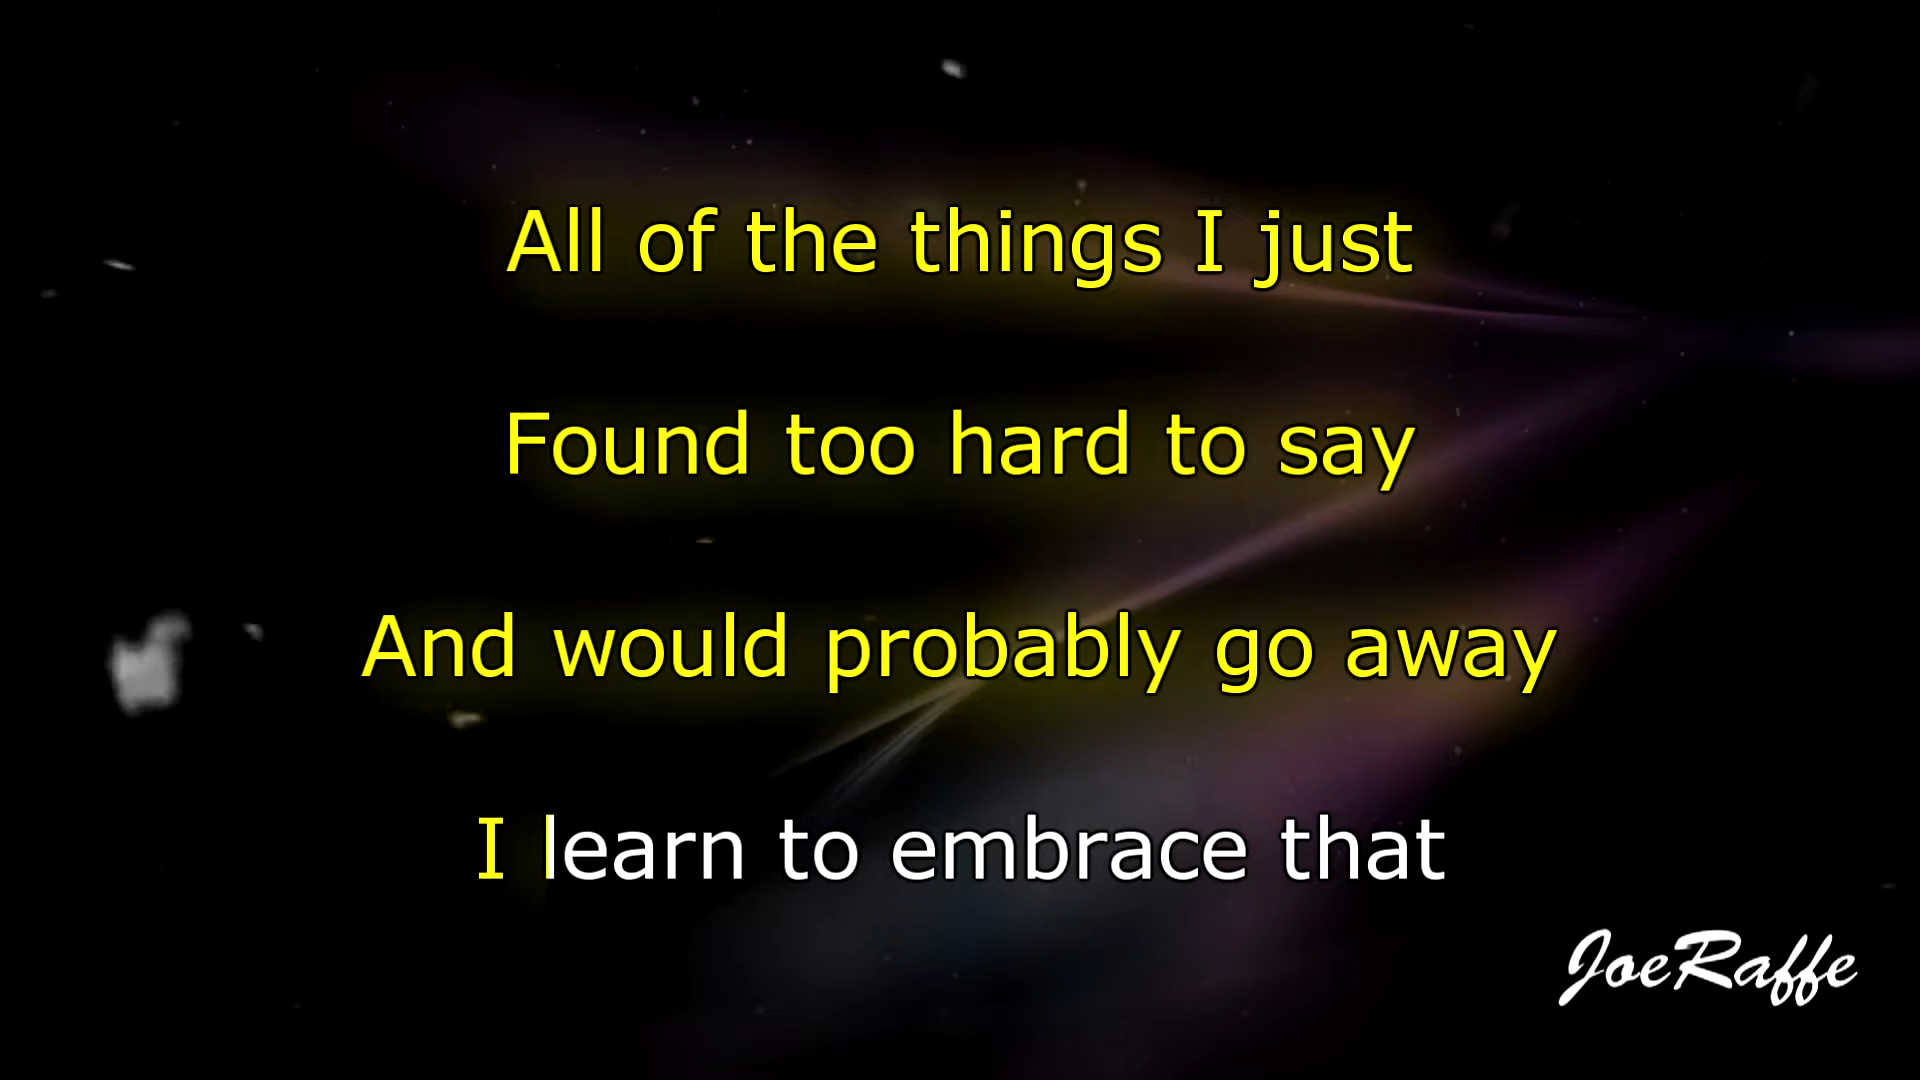 All of the things I just
Found too hard to say
And would probably go away
I learn to embrace that
JoeRaffe